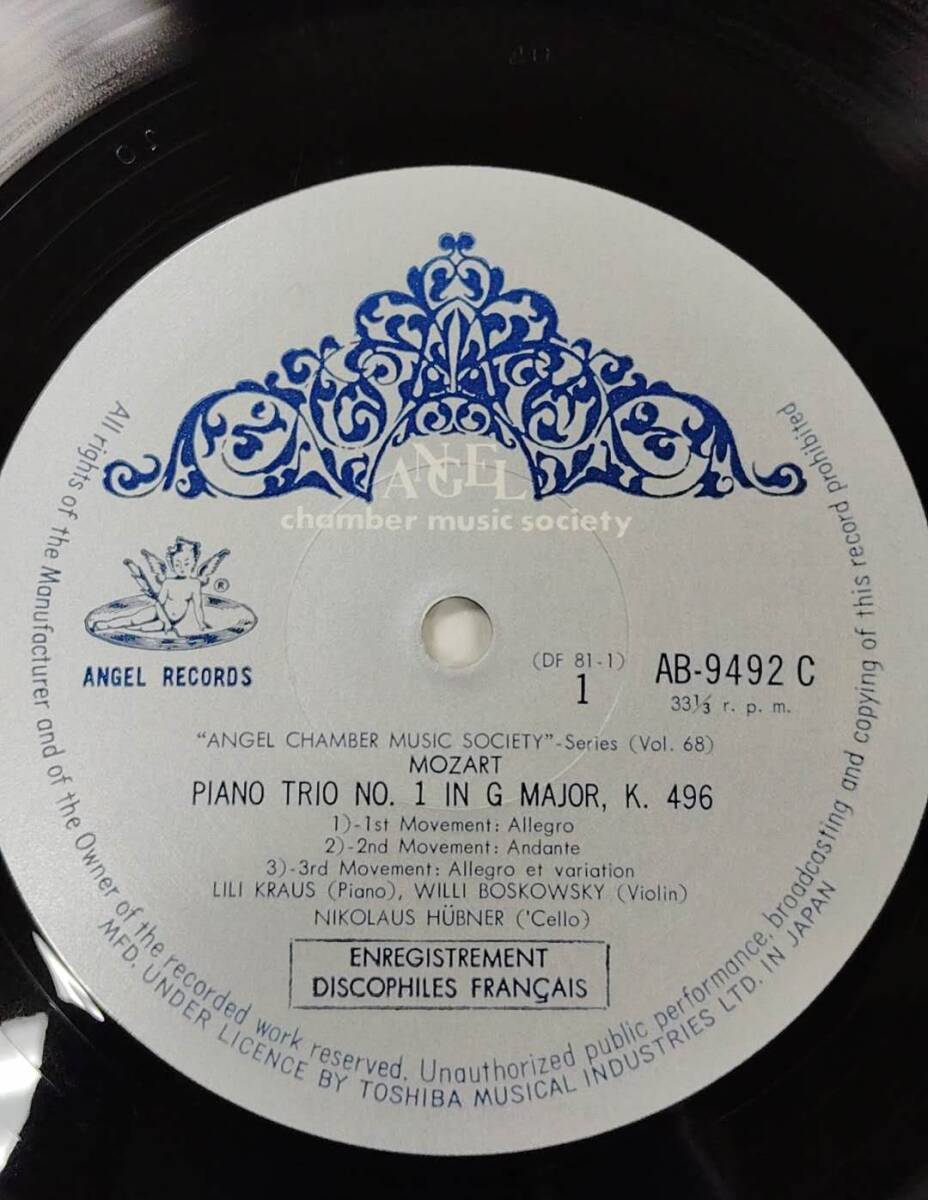 ANGEL
chamber music society
®
ANGEL RECORDS
(DF 81-1)
1
AB-9492 C
33⅓ r. p. m.
“ANGEL CHAMBER MUSIC SOCIETY”-Series (Vol. 68)
MOZART
PIANO TRIO NO. 1 IN G MAJOR, K. 496
1)-1st Movement: Allegro
2)-2nd Movement: Andante
3)-3rd Movement: Allegro et variation
LILI KRAUS (Piano), WILLI BOSKOWSKY (Violin)
NIKOLAUS HÜBNER ('Cello)
ENREGISTREMENT
DISCOPHILES FRANÇAIS
All rights of the Manufacturer and of the Owner of the recorded work reserved. Unauthorized public performance, broadcasting and copying of this record prohibited
MFD. UNDER LICENCE BY TOSHIBA MUSICAL INDUSTRIES LTD. IN JAPAN